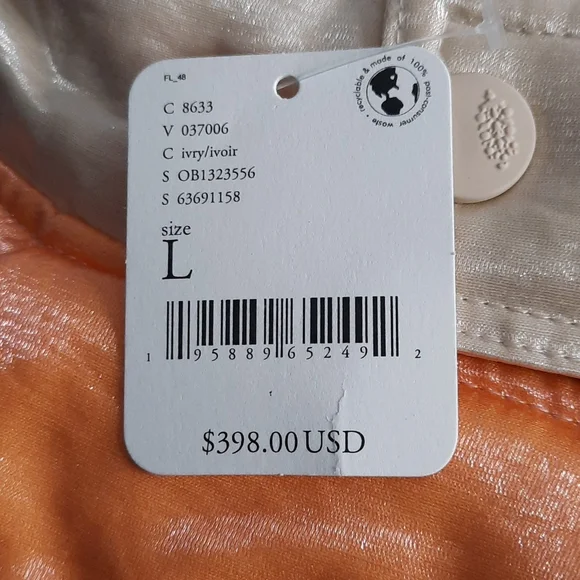 FL_48
recyclable & made of 100% post-consumer waste •
C 8633
V 037006
C ivry/ivoir
S OB1323556
S 63691158
size
L
1 95889 65249 2
$398.00 USD